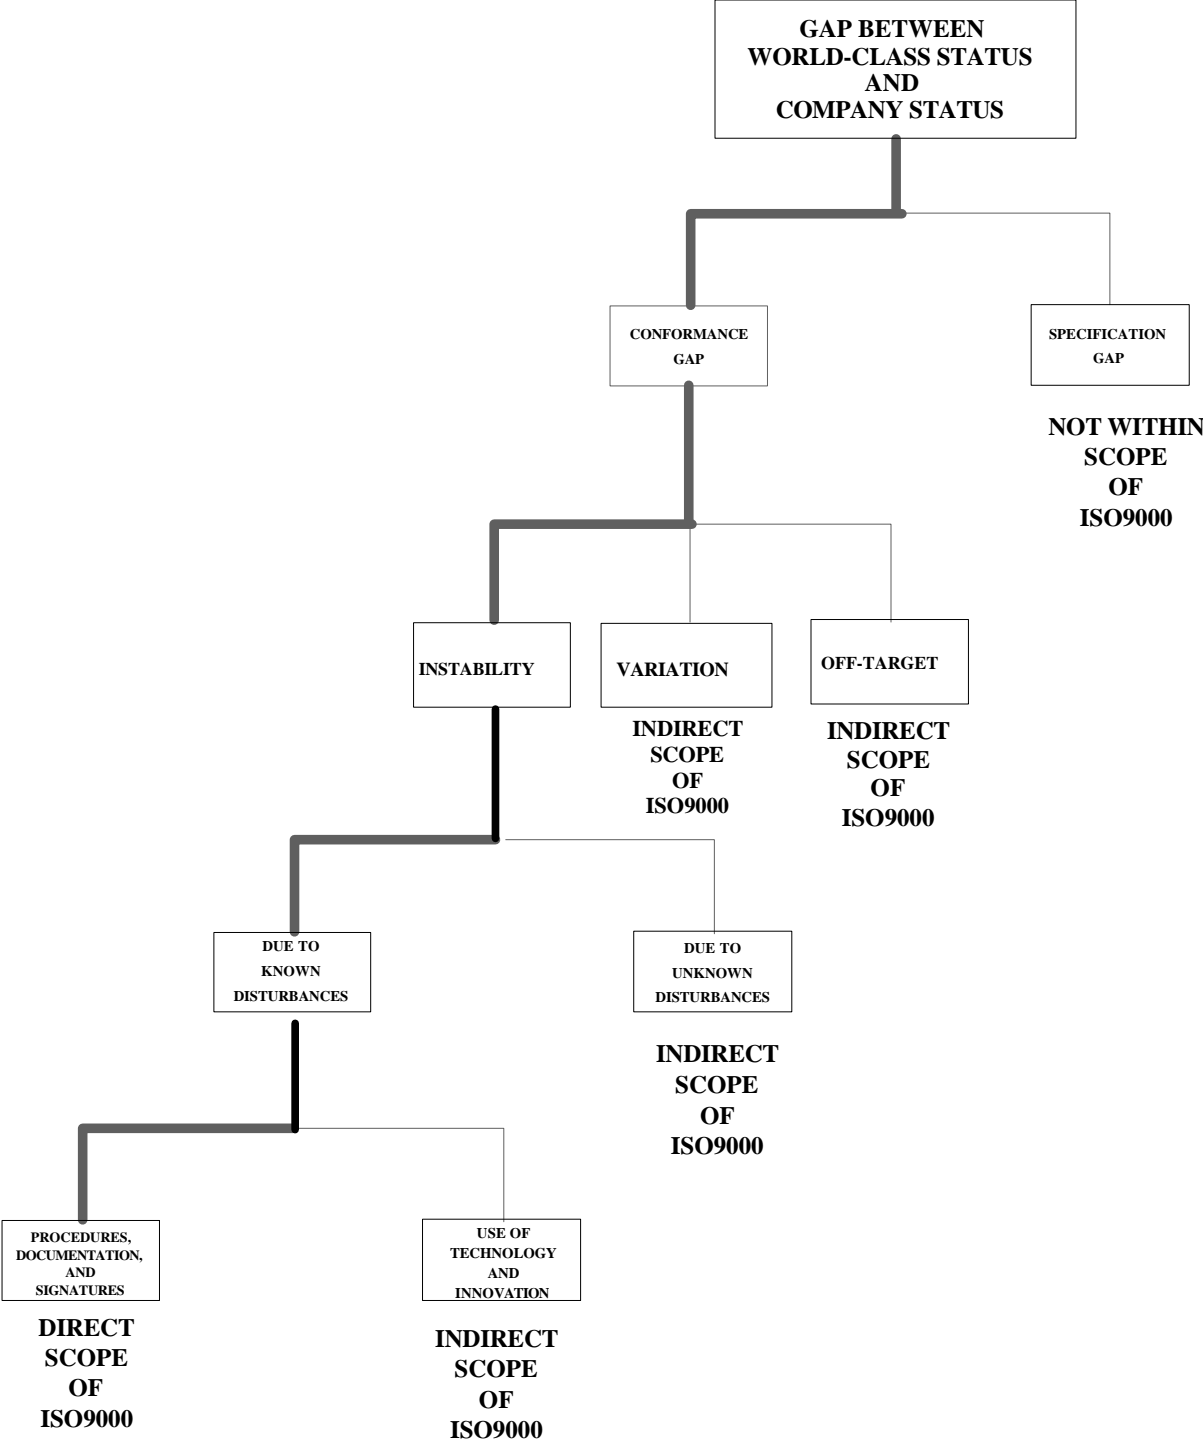 GAP BETWEEN
WORLD-CLASS STATUS
AND
COMPANY STATUS
CONFORMANCE
GAP
SPECIFICATION
GAP
NOT WITHIN
SCOPE
OF
ISO9000
INSTABILITY
VARIATION
OFF-TARGET
INDIRECT
SCOPE
OF
ISO9000
INDIRECT
SCOPE
OF
ISO9000
DUE TO
KNOWN
DISTURBANCES
DUE TO
UNKNOWN
DISTURBANCES
INDIRECT
SCOPE
OF
ISO9000
PROCEDURES,
DOCUMENTATION,
AND
SIGNATURES
USE OF
TECHNOLOGY
AND
INNOVATION
DIRECT
SCOPE
OF
ISO9000
INDIRECT
SCOPE
OF
ISO9000